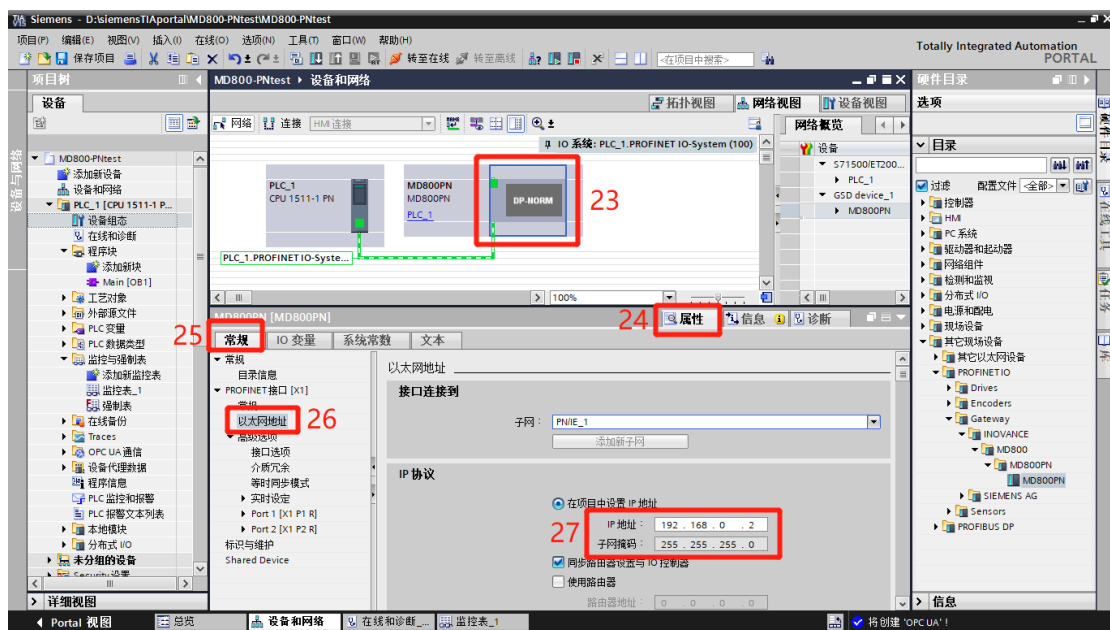 Siemens - D:\siemensTIAportal\MD800-PNtest\MD800-PNtest
项目(P) 编辑(E) 视图(V) 插入(I) 在线(O) 选项(N) 工具(T) 窗口(W) 帮助(H)
Totally Integrated Automation
PORTAL
保存项目 转至在线 转至离线 <在项目中搜索>
项目树
设备
MD800-PNtest
添加新设备
设备和网络
PLC_1 [CPU 1511-1 P...
设备组态
在线和诊断
程序块
添加新块
Main [OB1]
工艺对象
外部源文件
PLC 变量
PLC 数据类型
监控与强制表
添加新监控表
监控表_1
强制表
在线备份
Traces
OPC UA 通信
设备代理数据
程序信息
PLC 监控和报警
PLC 报警文本列表
本地模块
分布式 I/O
未分组的设备
Security 设置
详细视图
设备与网络
MD800-PNtest ▸ 设备和网络
拓扑视图 网络视图 设备视图
网络 连接 HMI 连接
IO 系统: PLC_1.PROFINET IO-System (100)
PLC_1
CPU 1511-1 PN
MD800PN
MD800PN
PLC_1
DP-NORM
23
PLC_1.PROFINET IO-Syste...
100%
网络概览
设备
S71500/ET200...
PLC_1
GSD device_1
MD800PN
MD800PN [MD800PN]
24
属性 信息 诊断
25
常规 IO 变量 系统常数 文本
常规
目录信息
PROFINET 接口 [X1]
常规
以太网地址
26
高级选项
接口选项
介质冗余
等时同步模式
实时设定
Port 1 [X1 P1 R]
Port 2 [X1 P2 R]
标识与维护
Shared Device
以太网地址
接口连接到
子网: PN/IE_1
添加新子网
IP 协议
在项目中设置 IP 地址
27
IP 地址: 192 . 168 . 0 . 2
子网掩码: 255 . 255 . 255 . 0
同步路由器设置与 IO 控制器
使用路由器
路由器地址: 0 . 0 . 0 . 0
硬件目录
选项
目录
过滤 配置文件 <全部>
控制器
HMI
PC 系统
驱动器和起动器
网络组件
检测和监视
分布式 I/O
电源和配电
现场设备
其它现场设备
其它以太网设备
PROFINET IO
Drives
Encoders
Gateway
INOVANCE
MD800
MD800PN
MD800PN
SIEMENS AG
Sensors
PROFIBUS DP
信息
Portal 视图 总览 设备和网络 在线和诊断_... 监控表_1 将创建 'OPC UA'!